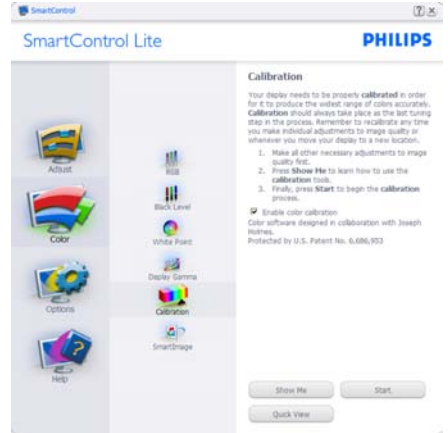 SmartControl
SmartControl Lite
PHILIPS
Adjust
Color
Options
Help
RGB
Black Level
White Point
Display Gamma
Calibration
SmartImage
Calibration
Your display needs to be properly calibrated in order
for it to produce the widest range of colors accurately.
Calibration should always take place as the last tuning
step in the process. Remember to recalibrate any time
you make individual adjustments to image quality or
whenever you move your display to a new location.
1. Make all other necessary adjustments to image
quality first.
2. Press Show Me to learn how to use the
calibration tools.
3. Finally, press Start to begin the calibration
process.
Enable color calibration
Color software designed in collaboration with Joseph
Holmes.
Protected by U.S. Patent No. 6,686,953
Show Me
Start
Quick View